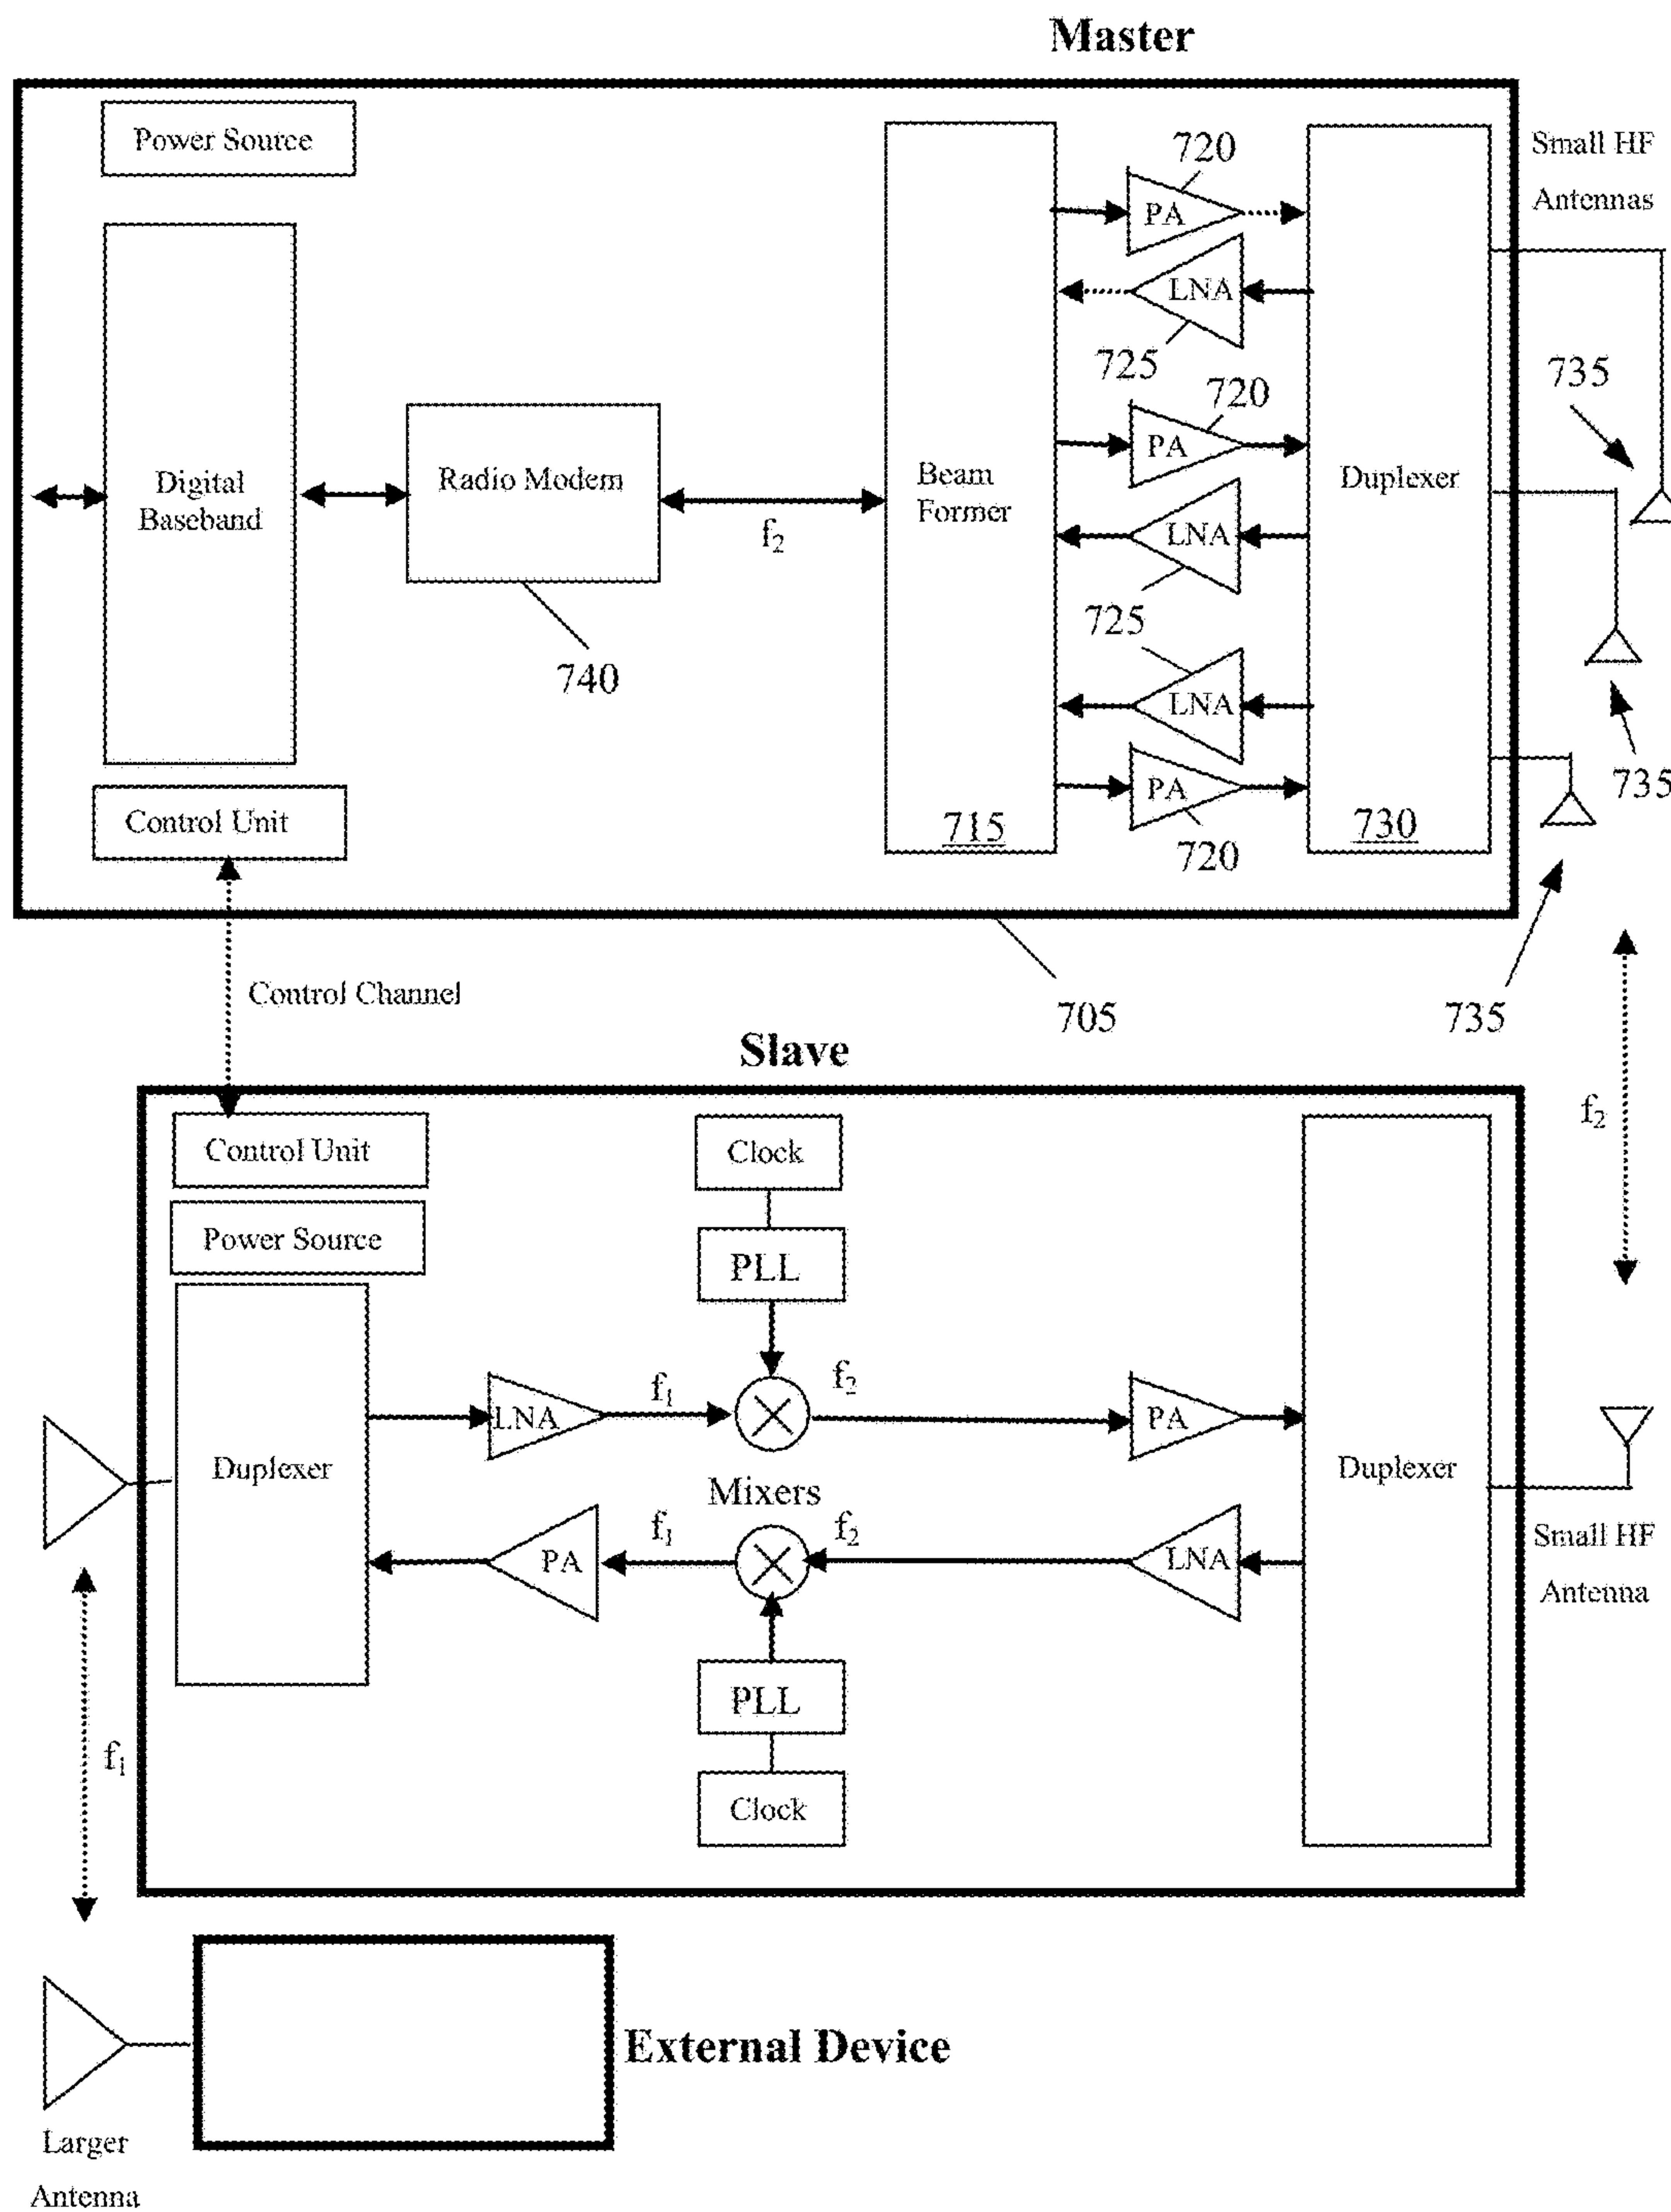 Master
Power Source
Small HF
Antennas
720
PA
LNA
725
735
720
PA
Digital
Baseband
Radio Modem
f2
Beam
Former
Duplexer
LNA
725
740
LNA
735
PA
Control Unit
715
730
720
Control Channel
705
735
Slave
f2
Control Unit
Clock
Power Source
PLL
LNA
f1
f2
PA
Duplexer
Mixers
Duplexer
PA
f1
f2
LNA
Small HF
Antenna
PLL
f1
Clock
External Device
Larger
Antenna